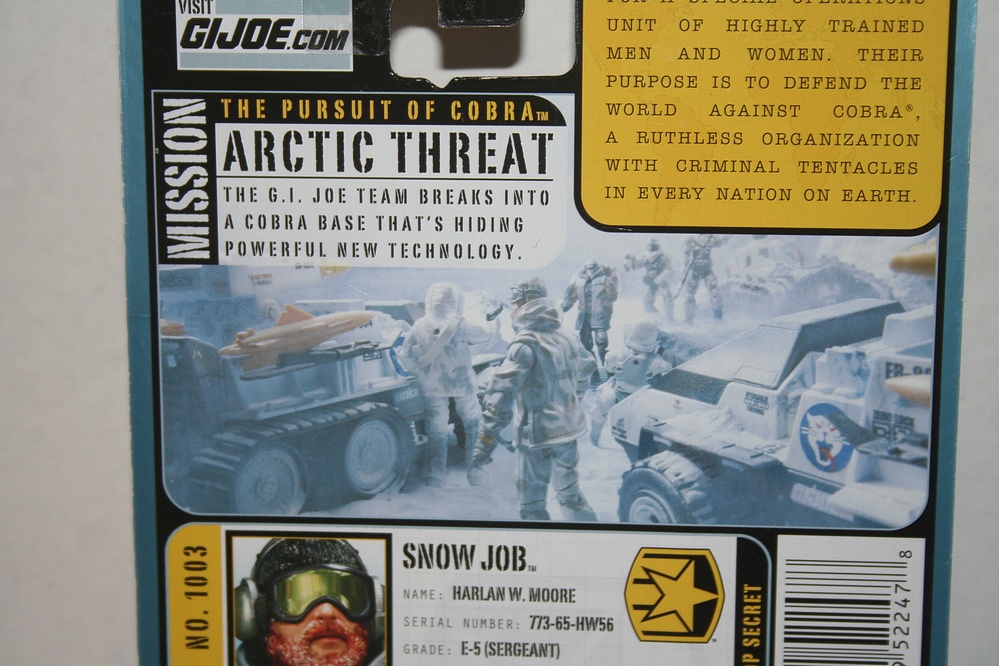 VISIT
GIJOE.COM
FOR A SPECIAL OPERATIONS
UNIT OF HIGHLY TRAINED
MEN AND WOMEN. THEIR
PURPOSE IS TO DEFEND THE
WORLD AGAINST COBRA®,
A RUTHLESS ORGANIZATION
WITH CRIMINAL TENTACLES
IN EVERY NATION ON EARTH.
MISSION
THE PURSUIT OF COBRA™
ARCTIC THREAT
THE G.I. JOE TEAM BREAKS INTO
A COBRA BASE THAT'S HIDING
POWERFUL NEW TECHNOLOGY.
NO. 1003
SNOW JOB™
NAME: HARLAN W. MOORE
SERIAL NUMBER: 773-65-HW56
GRADE: E-5 (SERGEANT)
P SECRET
52247 8